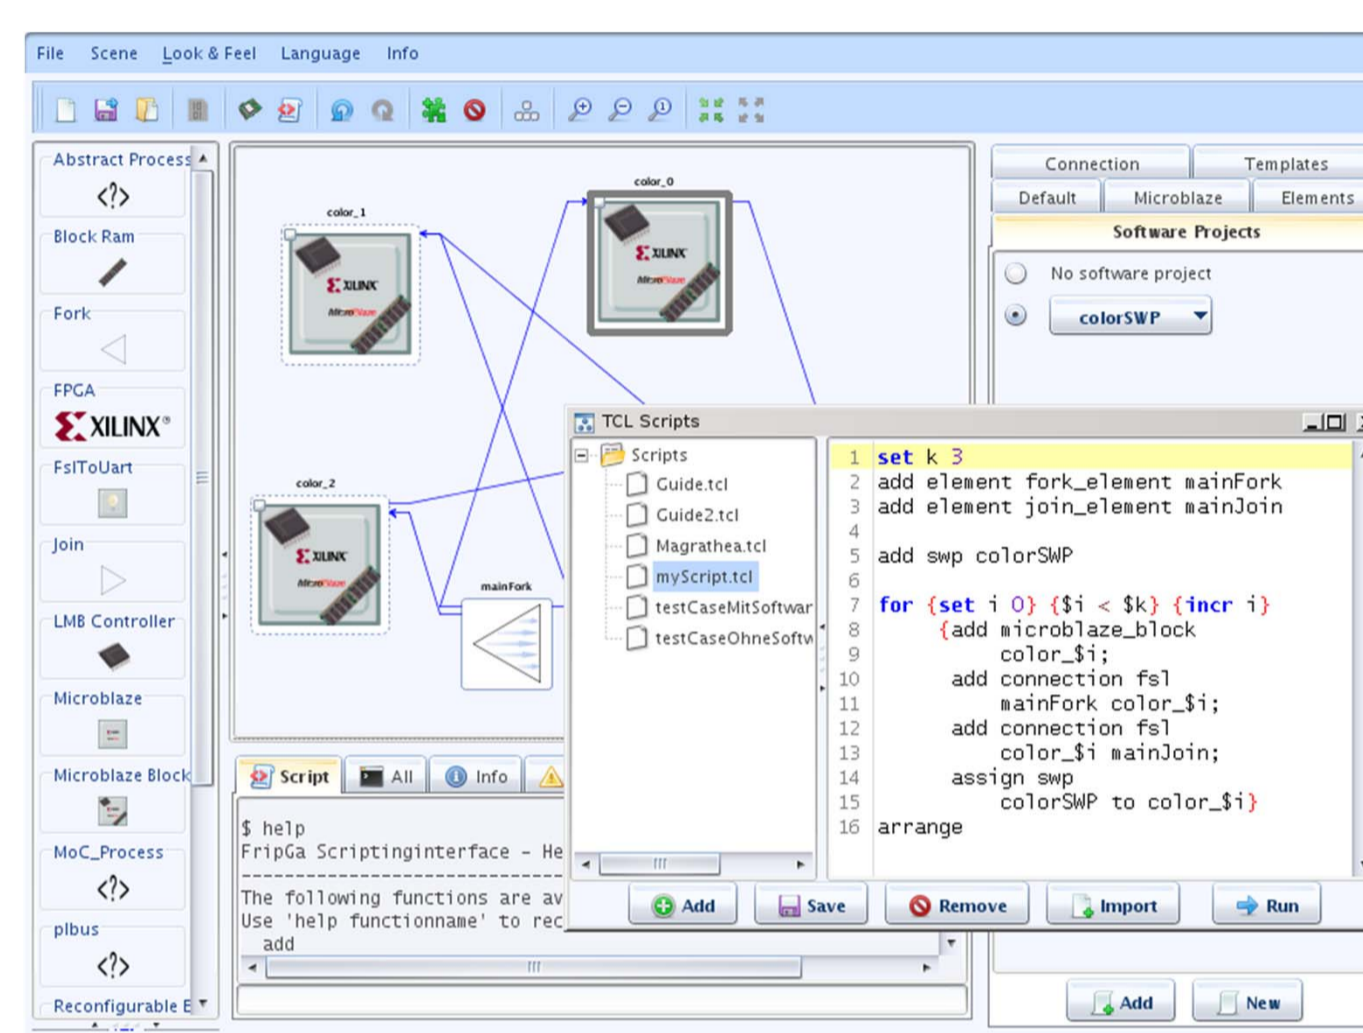 File Scene Look & Feel Language Info
Abstract Process
<?>
Block Ram
Fork
FPGA
XILINX®
FslToUart
Join
LMB Controller
Microblaze
Microblaze Block
MoC_Process
<?>
plbus
<?>
Reconfigurable E
color_1
XILINX
MicroBlaze
color_0
XILINX
MicroBlaze
color_2
XILINX
MicroBlaze
mainFork
Connection Templates
Default Microblaze Elements
Software Projects
No software project
colorSWP
Script All Info
$ help
FripGa Scriptinginterface - He
--------------------------
The following functions are av
Use 'help functionname' to rec
add
TCL Scripts
Scripts
Guide.tcl
Guide2.tcl
Magrathea.tcl
myScript.tcl
testCaseMitSoftwar
testCaseOhneSoftw
1 set k 3
2 add element fork_element mainFork
3 add element join_element mainJoin
4
5 add swp colorSWP
6
7 for {set i 0} {$i < $k} {incr i}
8 {add microblaze_block
9 color_$i;
10 add connection fsl
11 mainFork color_$i;
12 add connection fsl
13 color_$i mainJoin;
14 assign swp
15 colorSWP to color_$i}
16 arrange
Add Save Remove Import Run
Add New